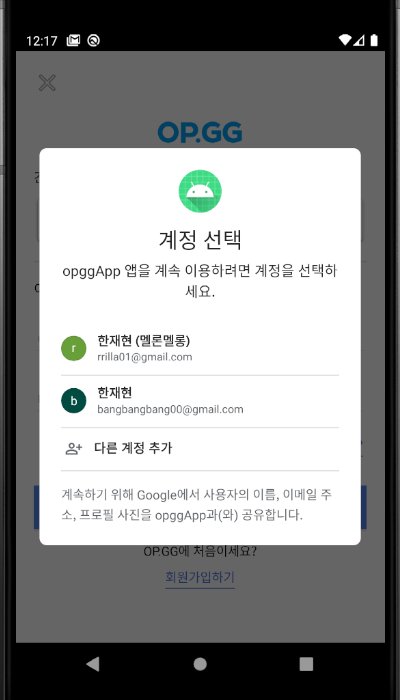 12:17
OP.GG
계정 선택
opggApp 앱을 계속 이용하려면 계정을 선택하
세요.
r
한재현 (멜론멜롱)
rrilla01@gmail.com
b
한재현
bangbangbang00@gmail.com
다른 계정 추가
계속하기 위해 Google에서 사용자의 이름, 이메일 주
소, 프로필 사진을 opggApp과(와) 공유합니다.
OP.GG에 처음이세요?
회원가입하기